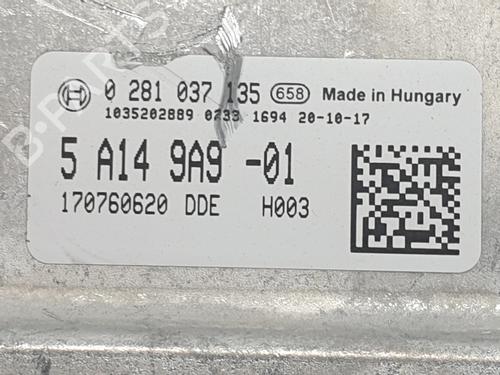 B-PARTS
0 281 037 135 658 Made in Hungary
1035202889 0233 1694 20-10-17
5 A14 9A9 -01
170760620 DDE H003